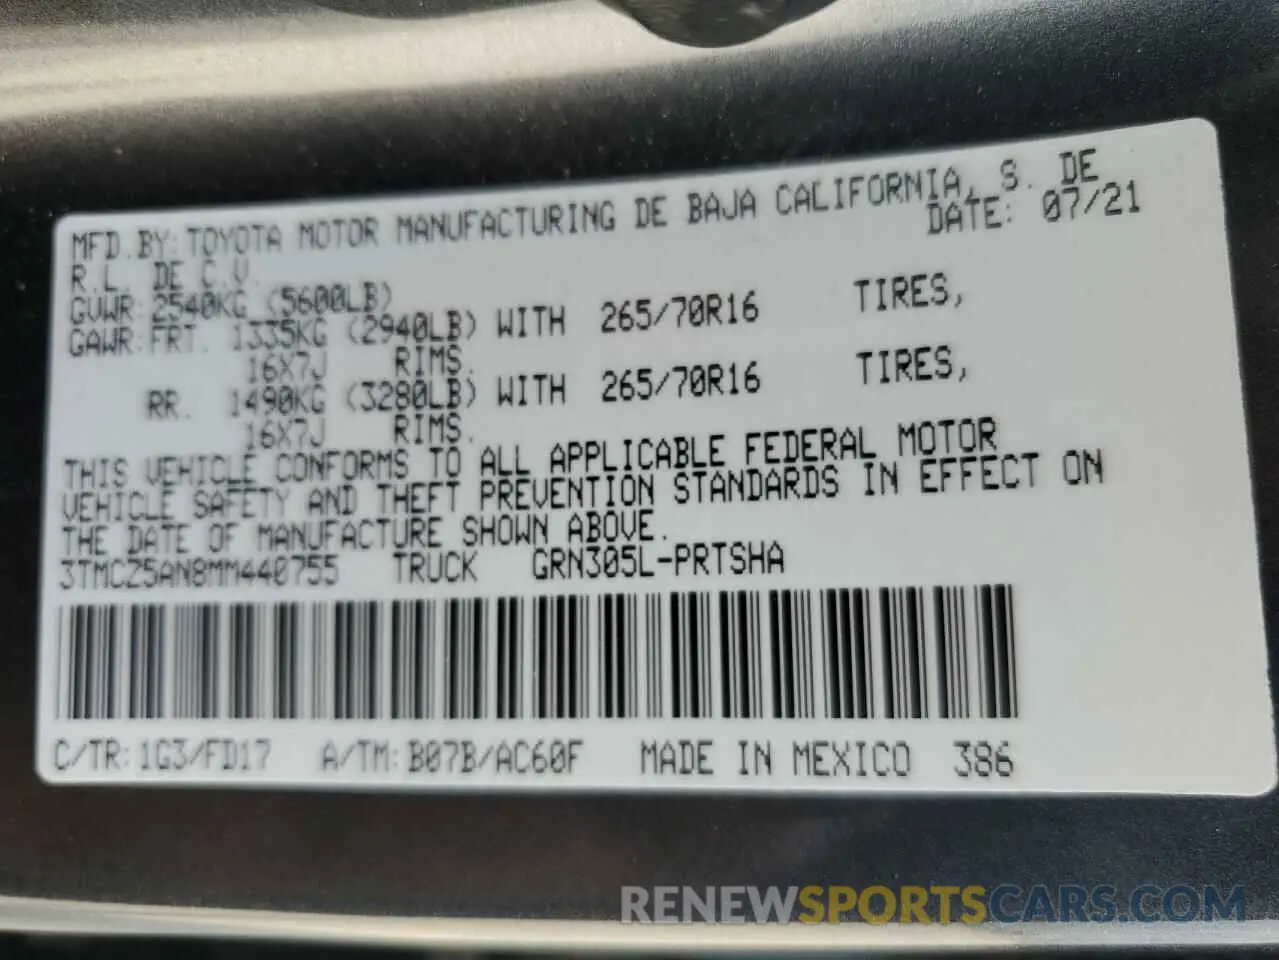 MFD.BY:TOYOTA MOTOR MANUFACTURING DE BAJA CALIFORNIA, S. DE
R.L. DE C.V. DATE: 07/21
GVWR:2540KG (5600LB)
GAWR:FRT. 1335KG (2940LB) WITH 265/70R16 TIRES,
16X7J RIMS.
RR. 1490KG (3280LB) WITH 265/70R16 TIRES,
16X7J RIMS.
THIS VEHICLE CONFORMS TO ALL APPLICABLE FEDERAL MOTOR
VEHICLE SAFETY AND THEFT PREVENTION STANDARDS IN EFFECT ON
THE DATE OF MANUFACTURE SHOWN ABOVE.
3TMCZ5AN8MM440755 TRUCK GRN305L-PRTSHA
C/TR:1G3/FD17 A/TM:B07B/AC60F MADE IN MEXICO 386
RENEWSPORTSCARS.COM